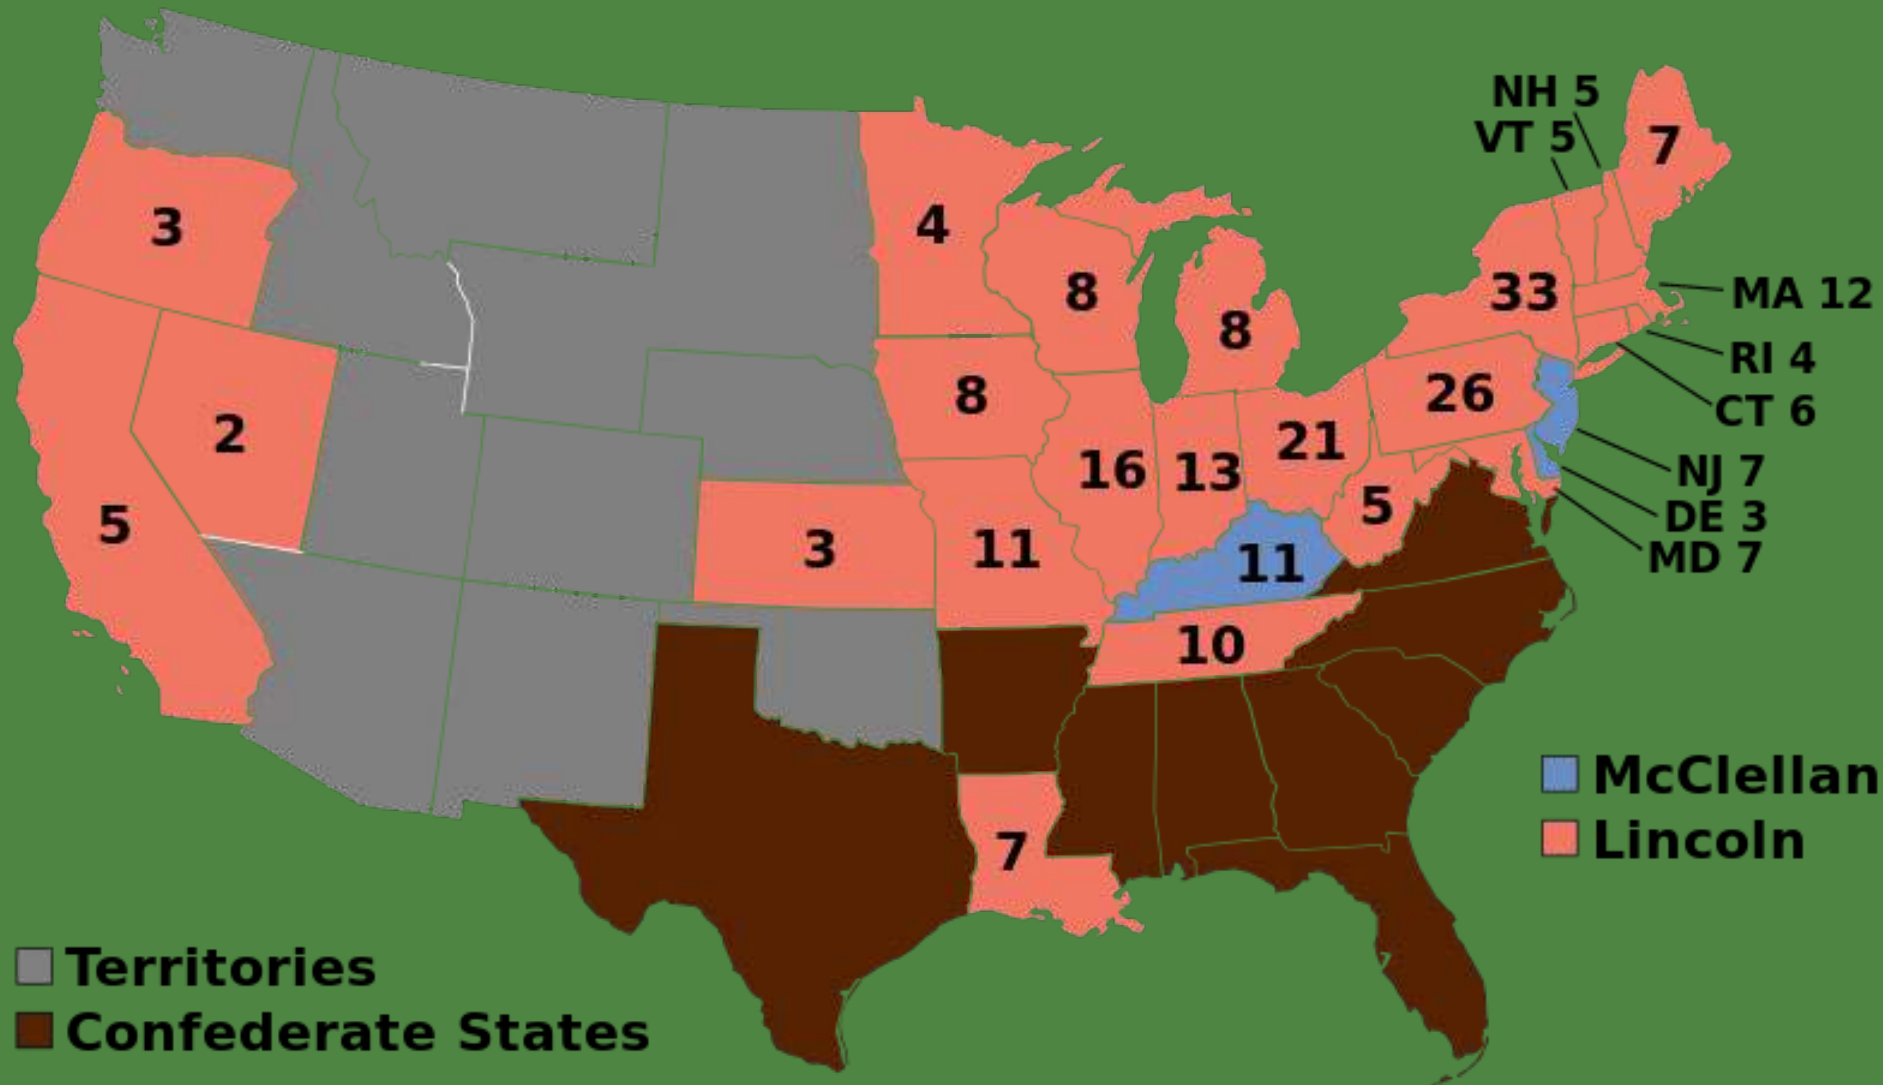 NH 5
VT 5
7
3
4
33
8
MA 12
8
RI 4
26
8
CT 6
2
21
16
13
NJ 7
5
5
DE 3
3
11
11
MD 7
10
McClellan
Lincoln
7
Territories
Confederate States